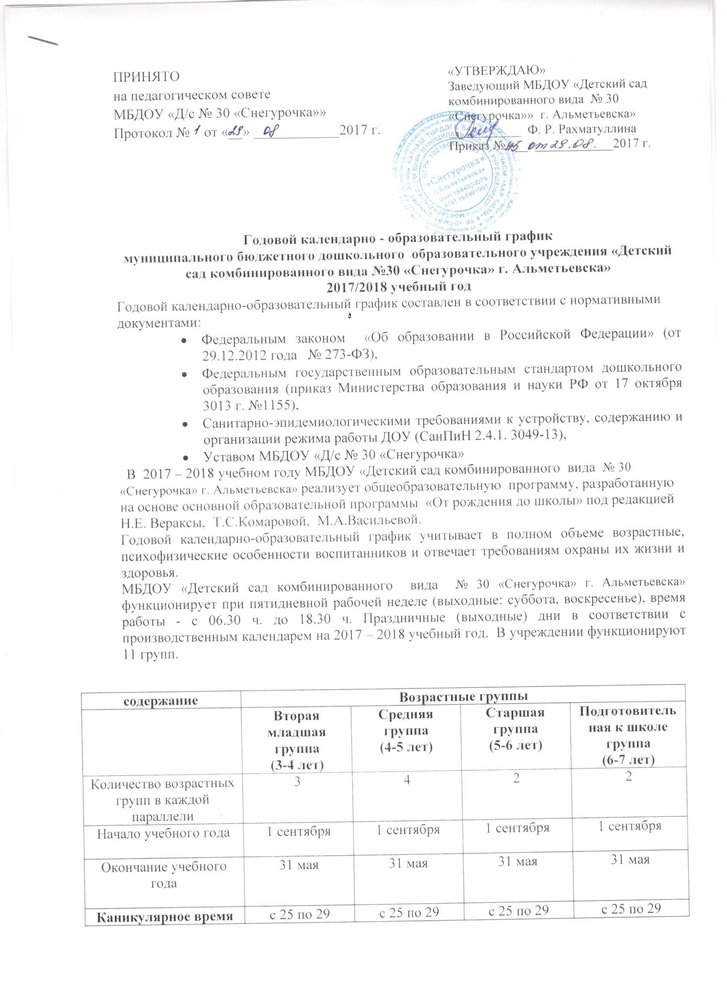 ПРИНЯТО
на педагогическом совете
МБДОУ «Д/с № 30 «Снегурочка»»
Протокол № 1 от «29» 08 2017 г.
«УТВЕРЖДАЮ»
Заведующий МБДОУ «Детский сад
комбинированного вида № 30
«Снегурочка»» г. Альметьевска»
Ф. Р. Рахматуллина
Приказ № от 29.08. 2017 г.
«Снегурочка»
г.Альметьевска»
ИНН 1644020079
КПП 164401001
Годовой календарно - образовательный график
муниципального бюджетного дошкольного образовательного учреждения «Детский
сад комбинированного вида №30 «Снегурочка» г. Альметьевска»
2017/2018 учебный год
Годовой календарно-образовательный график составлен в соответствии с нормативными
документами:
• Федеральным законом «Об образовании в Российской Федерации» (от
29.12.2012 года № 273-ФЗ),
• Федеральным государственным образовательным стандартом дошкольного
образования (приказ Министерства образования и науки РФ от 17 октября
3013 г. №1155),
• Санитарно-эпидемиологическими требованиями к устройству, содержанию и
организации режима работы ДОУ (СанПиН 2.4.1. 3049-13),
• Уставом МБДОУ «Д/с № 30 «Снегурочка»
В 2017 – 2018 учебном году МБДОУ «Детский сад комбинированного вида № 30
«Снегурочка» г. Альметьевска» реализует общеобразовательную программу, разработанную
на основе основной образовательной программы «От рождения до школы» под редакцией
Н.Е. Вераксы, Т.С.Комаровой, М.А.Васильевой.
Годовой календарно-образовательный график учитывает в полном объеме возрастные,
психофизические особенности воспитанников и отвечает требованиям охраны их жизни и
здоровья.
МБДОУ «Детский сад комбинированного вида № 30 «Снегурочка» г. Альметьевска»
функционирует при пятидневной рабочей неделе (выходные: суббота, воскресенье), время
работы - с 06.30 ч. до 18.30 ч. Праздничные (выходные) дни в соответствии с
производственным календарем на 2017 – 2018 учебный год. В учреждении функционируют
11 групп.
содержание Возрастные группы
Вторая младшая группа (3-4 лет) Средняя группа (4-5 лет) Старшая группа (5-6 лет) Подготовитель ная к школе группа (6-7 лет)
Количество возрастных групп в каждой параллели 3 4 2 2
Начало учебного года 1 сентября 1 сентября 1 сентября 1 сентября
Окончание учебного года 31 мая 31 мая 31 мая 31 мая
Каникулярное время с 25 по 29 с 25 по 29 с 25 по 29 с 25 по 29